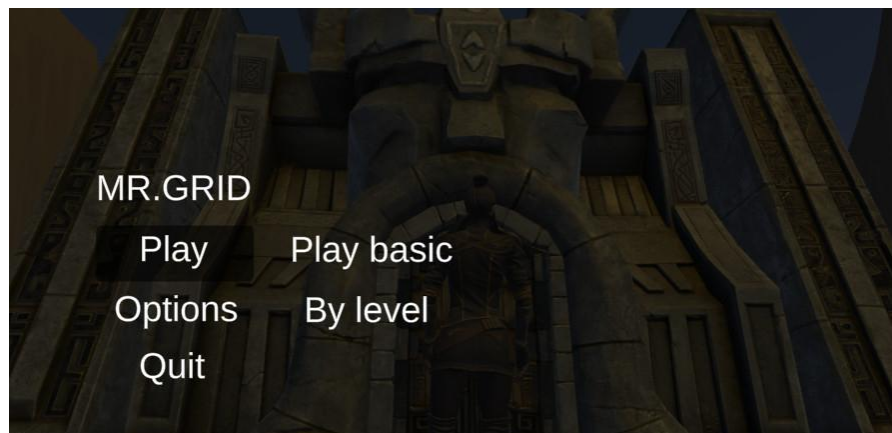 MR.GRID
Play
Play basic
Options
By level
Quit